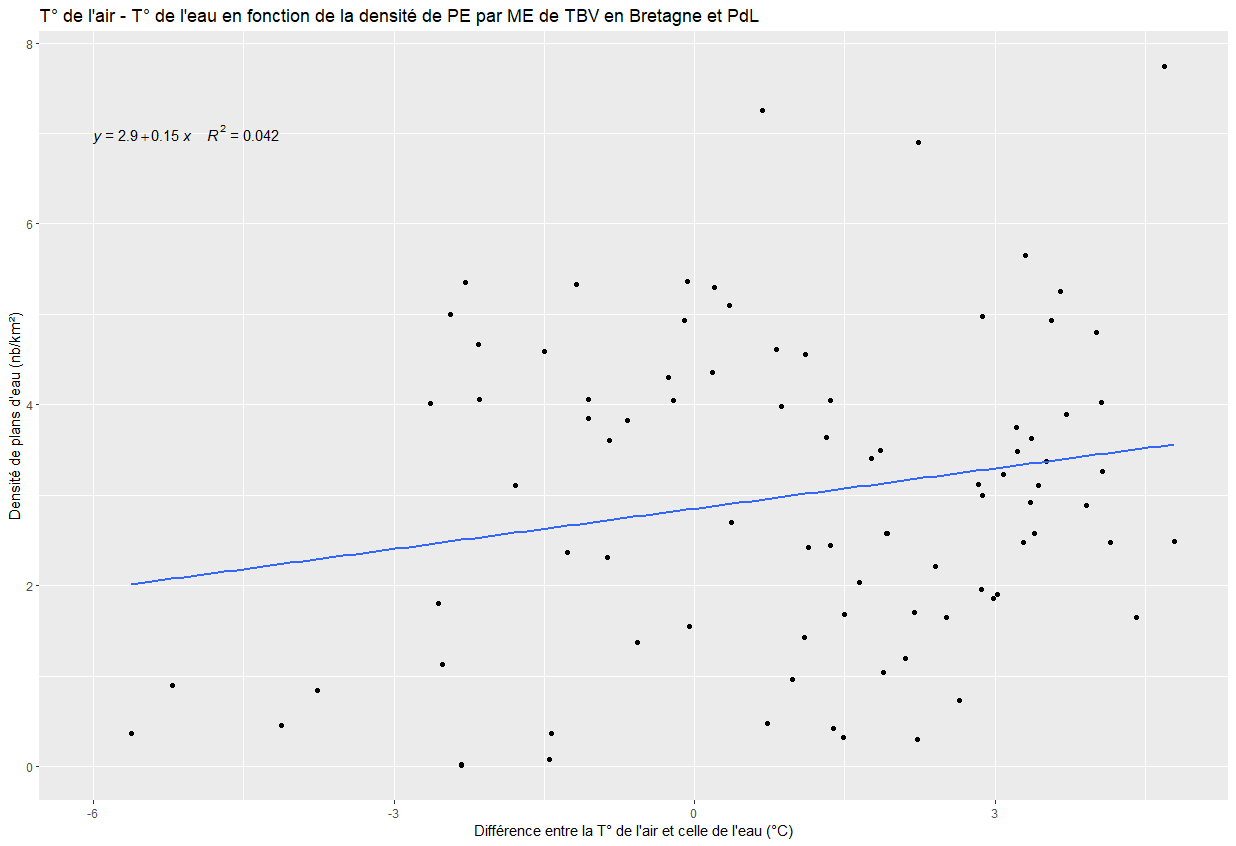 T° de l'air - T° de l'eau en fonction de la densité de PE par ME de TBV en Bretagne et PdL
8
y = 2.9+0.15 x R² = 0.042
6
4
2
0
Densité de plans d'eau (nb/km²)
-6 -3 0 3
Différence entre la T° de l'air et celle de l'eau (°C)